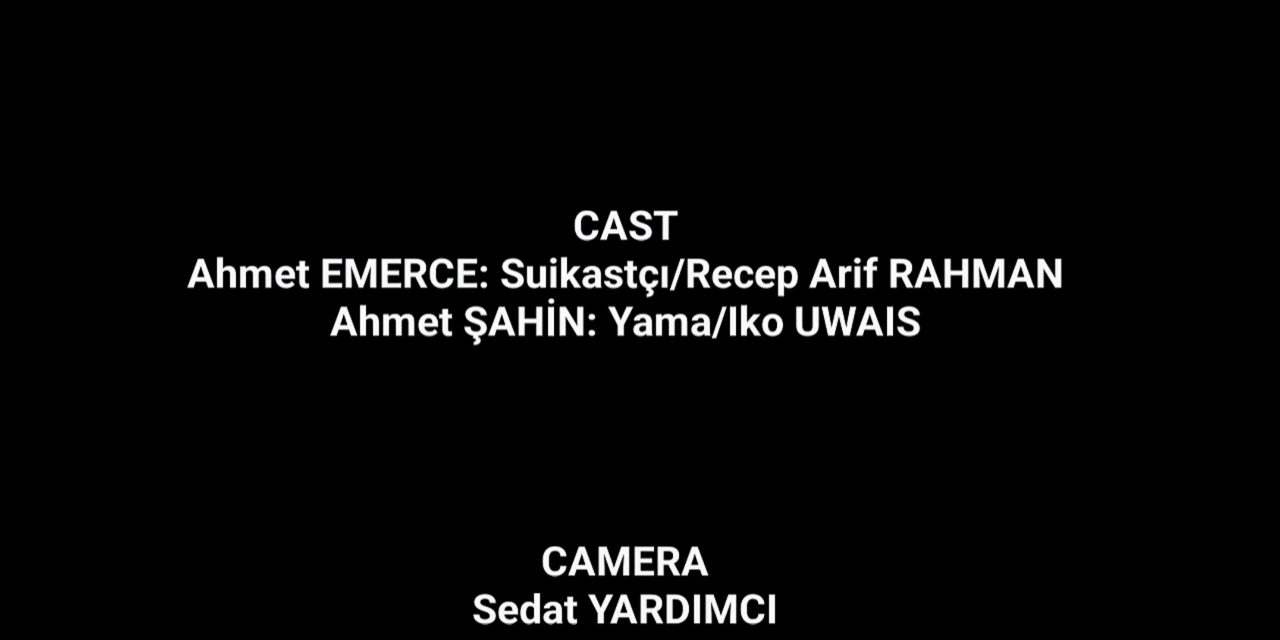 CAST
Ahmet EMERCE: Suikastçı/Recep Arif RAHMAN
Ahmet ŞAHİN: Yama/Iko UWAIS
CAMERA
Sedat YARDIMCI